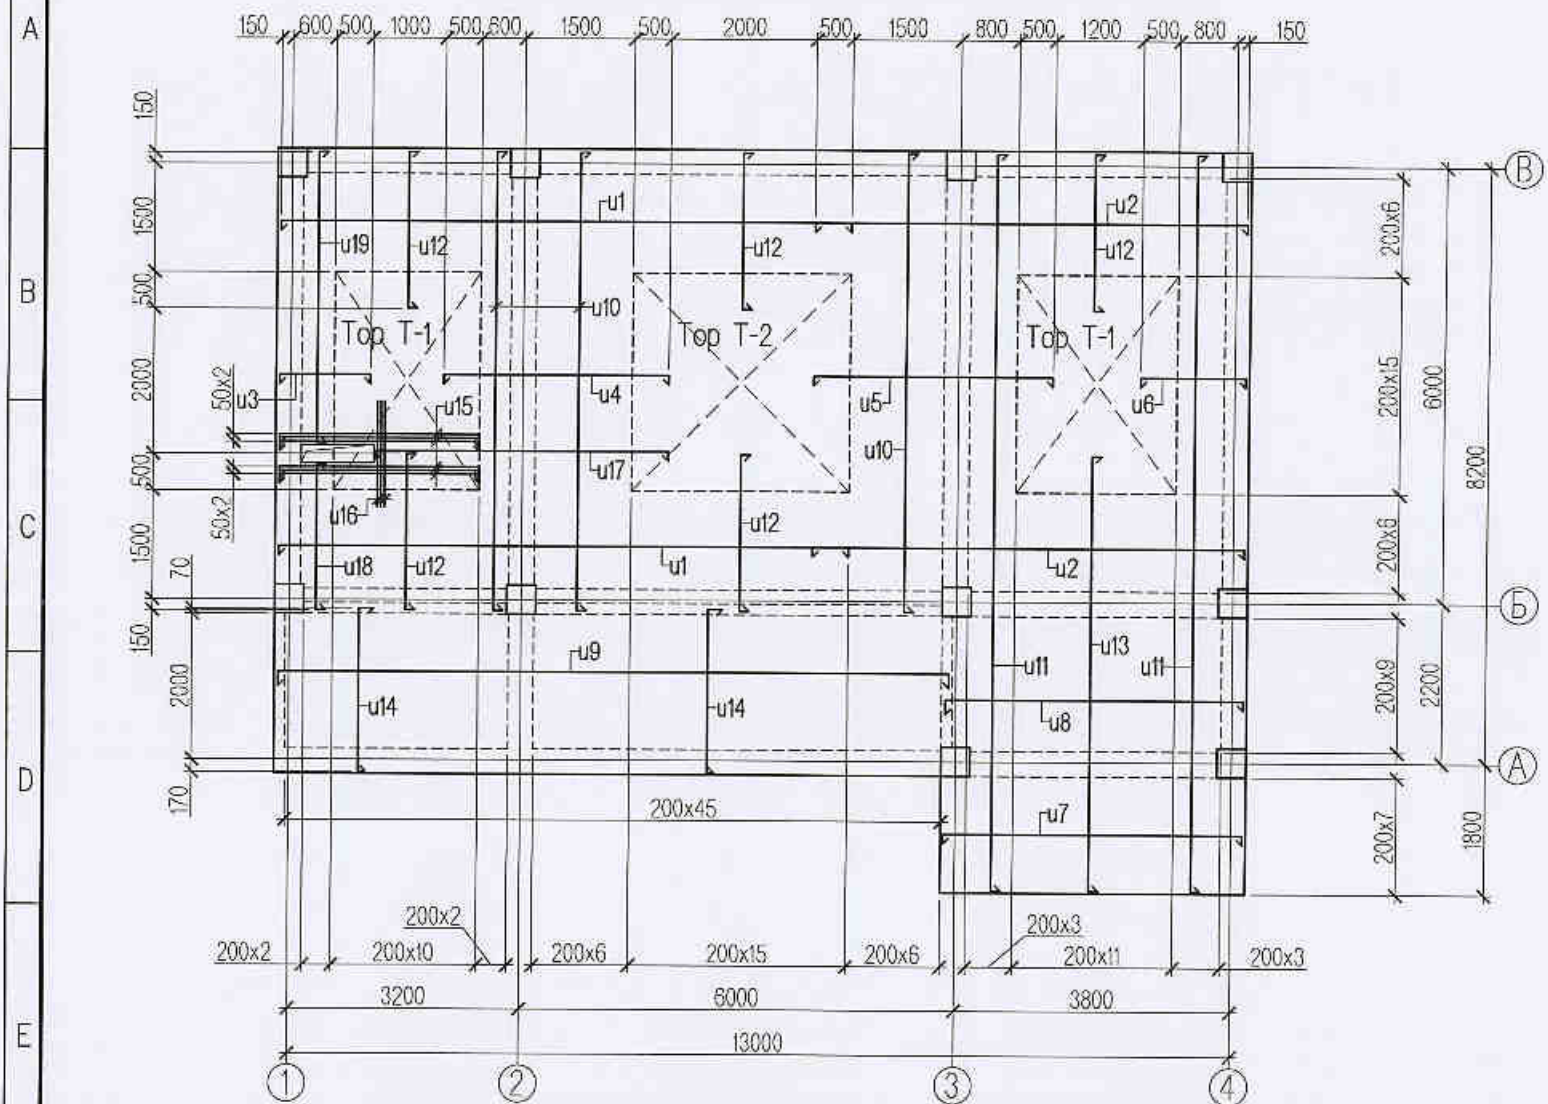 A
B
C
D
E
150 600 500 1000 500 800 1500 500 2000 500 1500 800 500 1200 500 800 150
150
1500
500
2000
500
1500
70
150
2000
170
50x2
50x2
u1
u2
u19
u12
u12
u12
u10
Top T-1
Top T-2
Top T-1
u3
u4
u5
u6
u15
u17
u10
u16
u12
u18
u12
u1
u2
u9
u11
u13
u11
u14
u14
u8
u7
200x45
200x6
200x15
200x6
200x9
200x7
6000
2200
8200
1800
В
Б
А
200x2
200x3
200x2 200x10 200x6 200x15 200x6 200x11 200x3
3200 6000 3800
13000
1 2 3 4